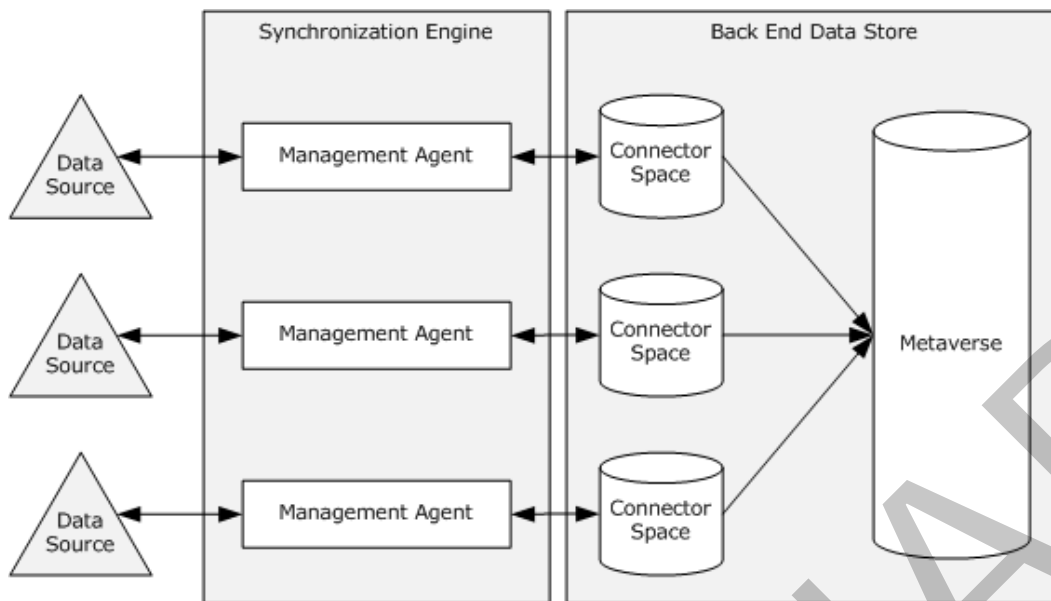 Synchronization Engine
Back End Data Store
Data
Source
Management Agent
Connector
Space
Data
Source
Management Agent
Connector
Space
Metaverse
Data
Source
Management Agent
Connector
Space